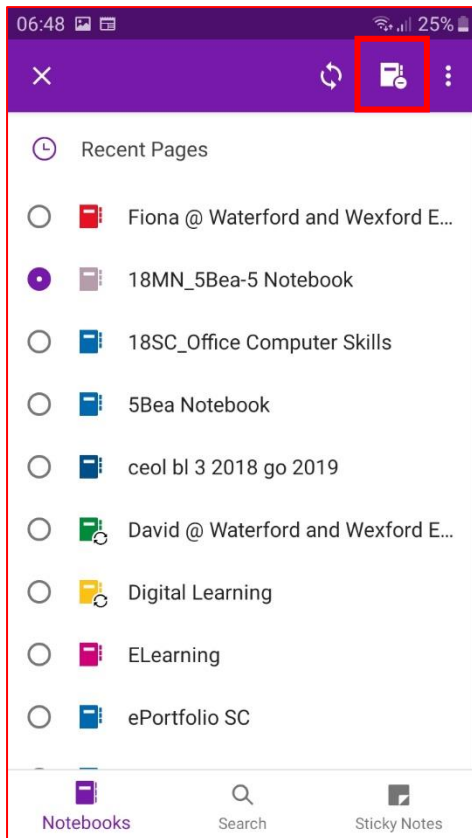 06:48 25%
Recent Pages
Fiona @ Waterford and Wexford E...
18MN_5Bea-5 Notebook
18SC_Office Computer Skills
5Bea Notebook
ceol bl 3 2018 go 2019
David @ Waterford and Wexford E...
Digital Learning
ELearning
ePortfolio SC
Notebooks Search Sticky Notes